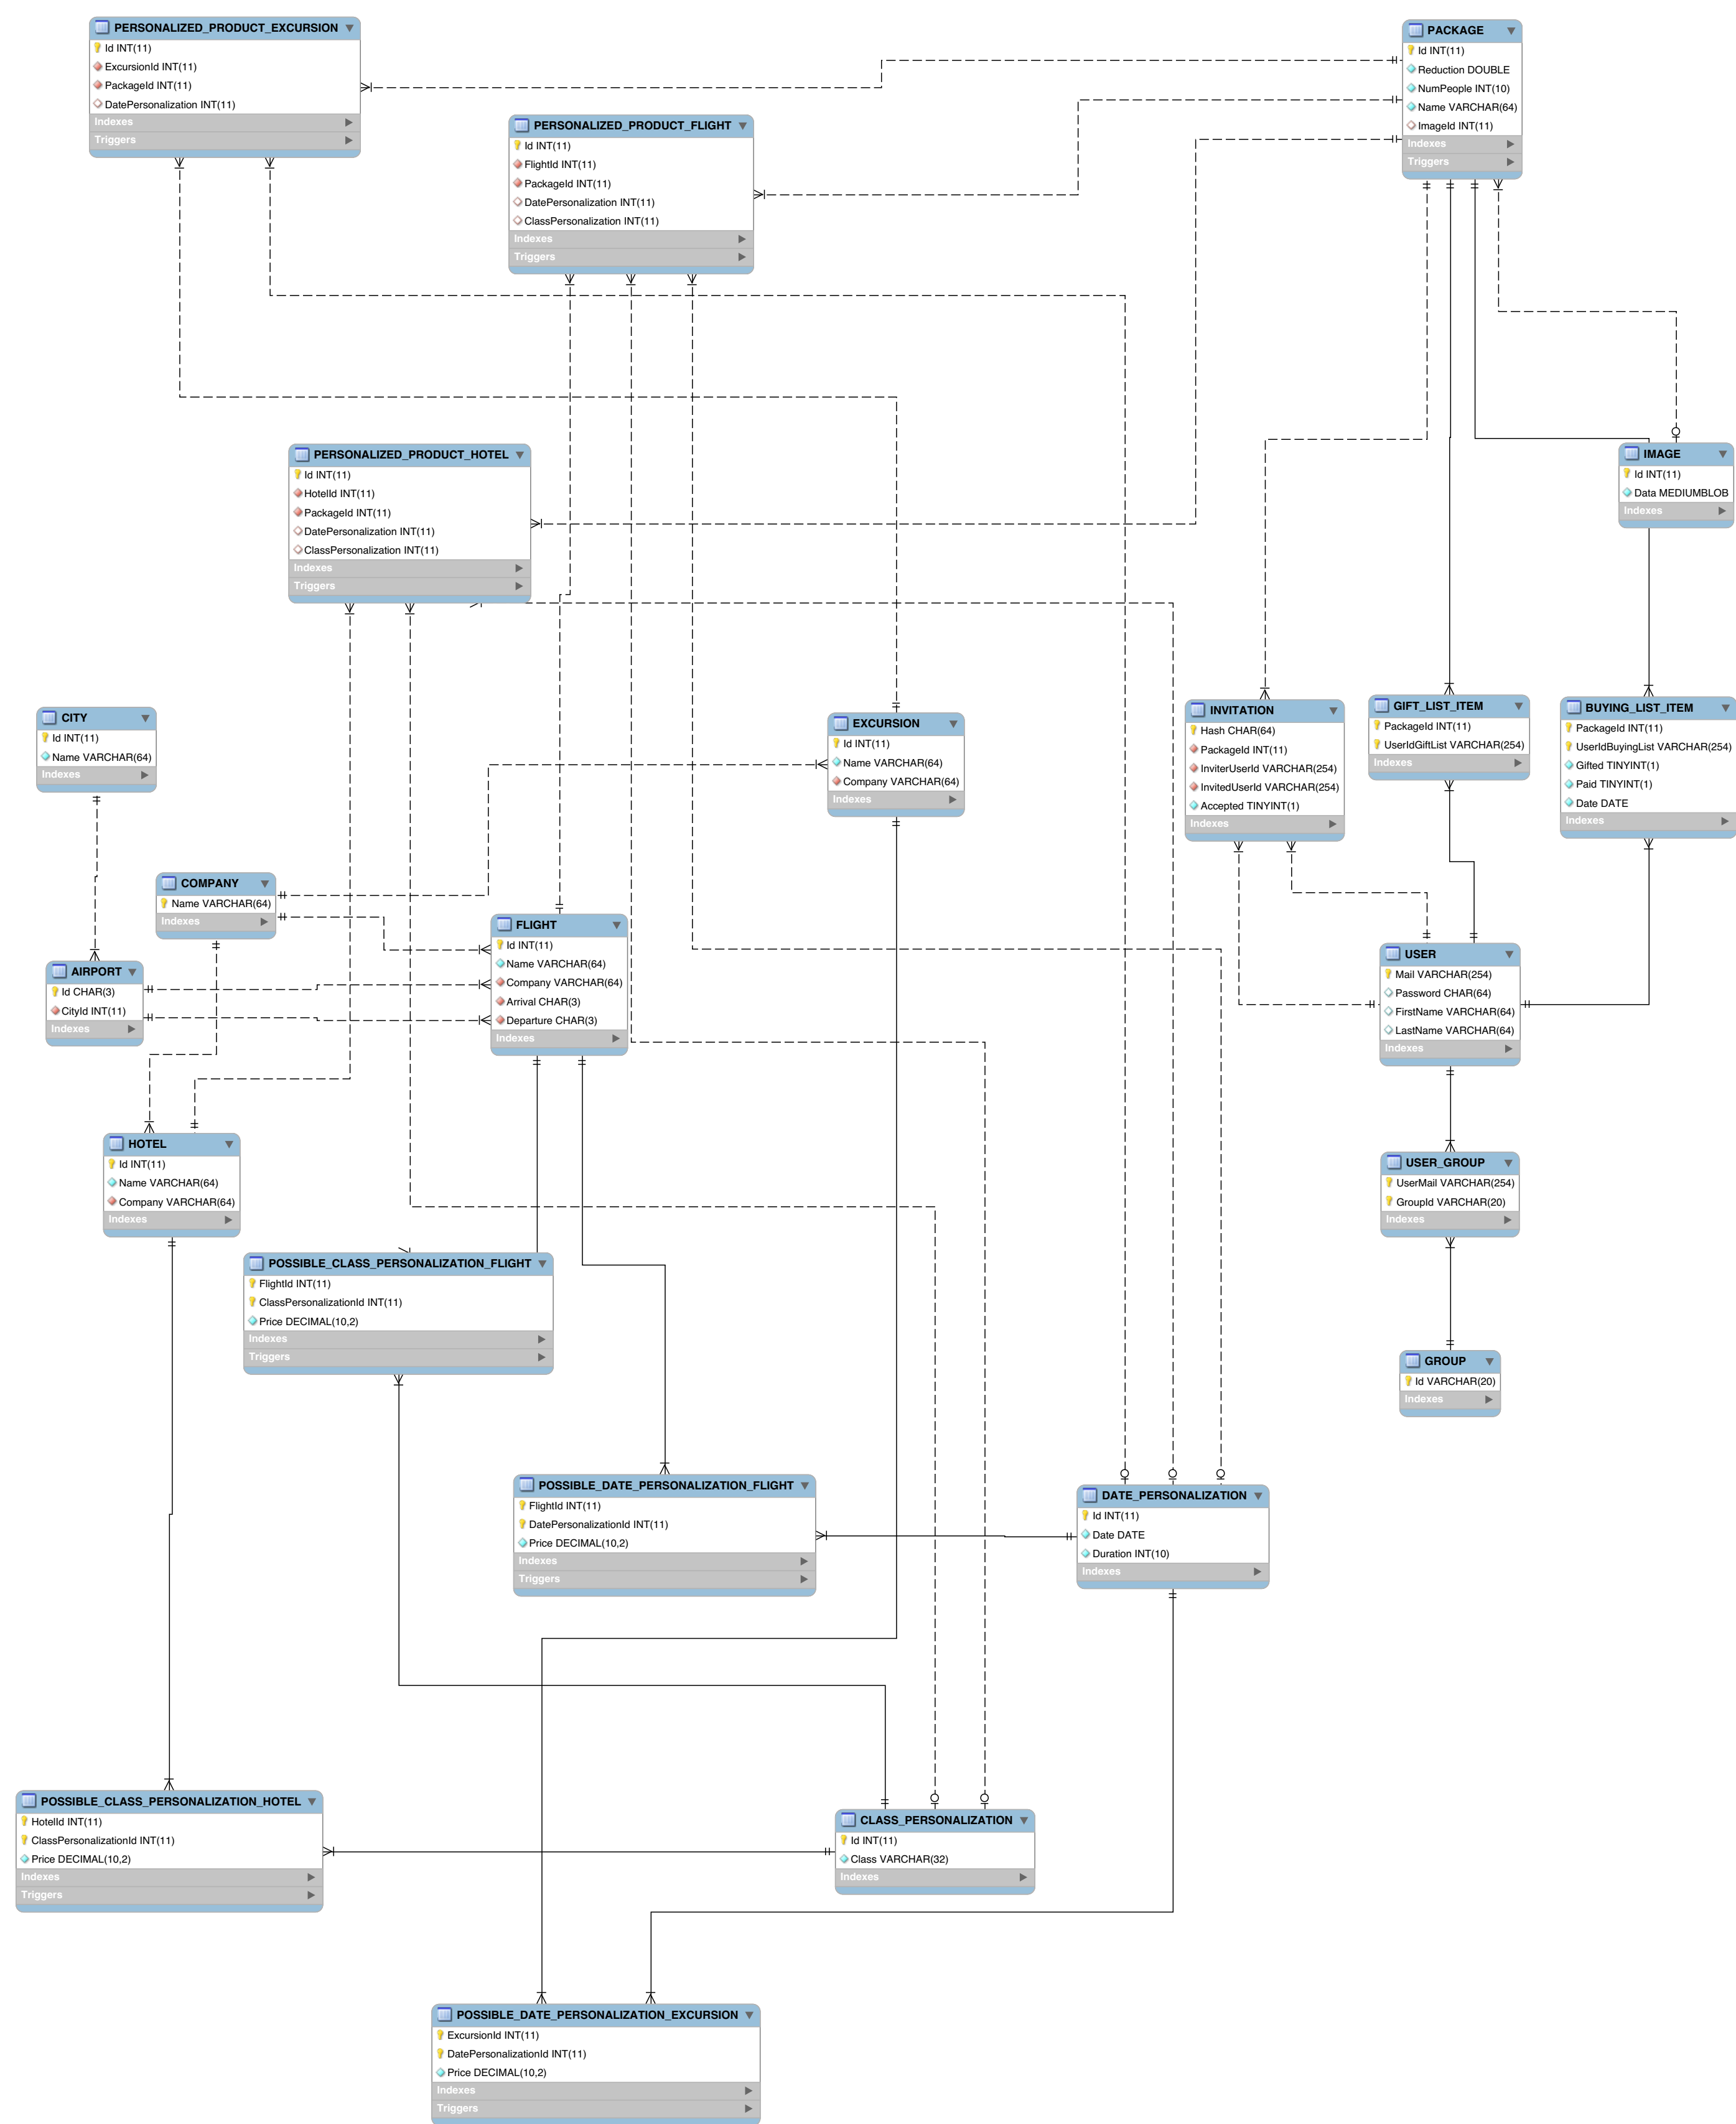 PERSONALIZED_PRODUCT_EXCURSION
Id INT(11)
ExcursionId INT(11)
PackageId INT(11)
DatePersonalization INT(11)
Indexes
Triggers
PACKAGE
Id INT(11)
Reduction DOUBLE
NumPeople INT(10)
Name VARCHAR(64)
ImageId INT(11)
Indexes
Triggers
PERSONALIZED_PRODUCT_FLIGHT
Id INT(11)
FlightId INT(11)
PackageId INT(11)
DatePersonalization INT(11)
ClassPersonalization INT(11)
Indexes
Triggers
PERSONALIZED_PRODUCT_HOTEL
Id INT(11)
HotelId INT(11)
PackageId INT(11)
DatePersonalization INT(11)
ClassPersonalization INT(11)
Indexes
Triggers
IMAGE
Id INT(11)
Data MEDIUMBLOB
Indexes
CITY
Id INT(11)
Name VARCHAR(64)
Indexes
EXCURSION
Id INT(11)
Name VARCHAR(64)
Company VARCHAR(64)
Indexes
INVITATION
Hash CHAR(64)
PackageId INT(11)
InviterUserId VARCHAR(254)
InvitedUserId VARCHAR(254)
Accepted TINYINT(1)
Indexes
GIFT_LIST_ITEM
PackageId INT(11)
UserIdGiftList VARCHAR(254)
Indexes
BUYING_LIST_ITEM
PackageId INT(11)
UserIdBuyingList VARCHAR(254)
Gifted TINYINT(1)
Paid TINYINT(1)
Date DATE
Indexes
COMPANY
Name VARCHAR(64)
Indexes
AIRPORT
Id CHAR(3)
CityId INT(11)
Indexes
FLIGHT
Id INT(11)
Name VARCHAR(64)
Company VARCHAR(64)
Arrival CHAR(3)
Departure CHAR(3)
Indexes
USER
Mail VARCHAR(254)
Password CHAR(64)
FirstName VARCHAR(64)
LastName VARCHAR(64)
Indexes
HOTEL
Id INT(11)
Name VARCHAR(64)
Company VARCHAR(64)
Indexes
USER_GROUP
UserMail VARCHAR(254)
GroupId VARCHAR(20)
Indexes
POSSIBLE_CLASS_PERSONALIZATION_FLIGHT
FlightId INT(11)
ClassPersonalizationId INT(11)
Price DECIMAL(10,2)
Indexes
Triggers
GROUP
Id VARCHAR(20)
Indexes
POSSIBLE_DATE_PERSONALIZATION_FLIGHT
FlightId INT(11)
DatePersonalizationId INT(11)
Price DECIMAL(10,2)
Indexes
Triggers
DATE_PERSONALIZATION
Id INT(11)
Date DATE
Duration INT(10)
Indexes
POSSIBLE_CLASS_PERSONALIZATION_HOTEL
HotelId INT(11)
ClassPersonalizationId INT(11)
Price DECIMAL(10,2)
Indexes
Triggers
CLASS_PERSONALIZATION
Id INT(11)
Class VARCHAR(32)
Indexes
POSSIBLE_DATE_PERSONALIZATION_EXCURSION
ExcursionId INT(11)
DatePersonalizationId INT(11)
Price DECIMAL(10,2)
Indexes
Triggers